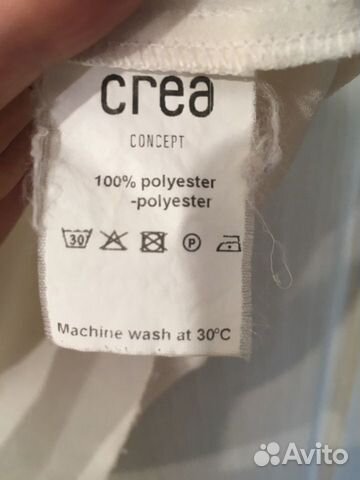 crea
CONCEPT
100% polyester
-polyester
30 P
Machine wash at 30°C
Avito